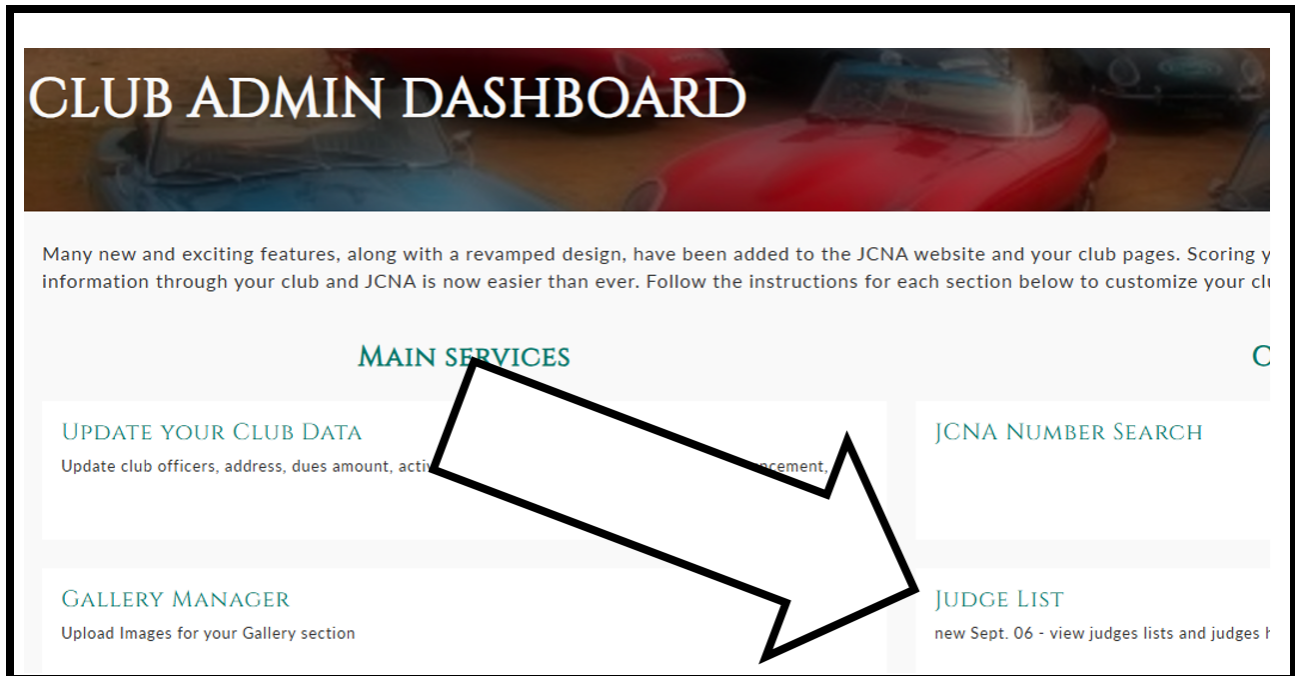 CLUB ADMIN DASHBOARD
Many new and exciting features, along with a revamped design, have been added to the JCNA website and your club pages. Scoring
information through your club and JCNA is now easier than ever. Follow the instructions for each section below to customize your
MAIN SERVICES
UPDATE YOUR CLUB DATA
Update club officers, address, dues amount,
JCNA NUMBER SEARCH
GALLERY MANAGER
Upload Images for your Gallery section
JUDGE LIST
new Sept. 06 - view judges lists and judges